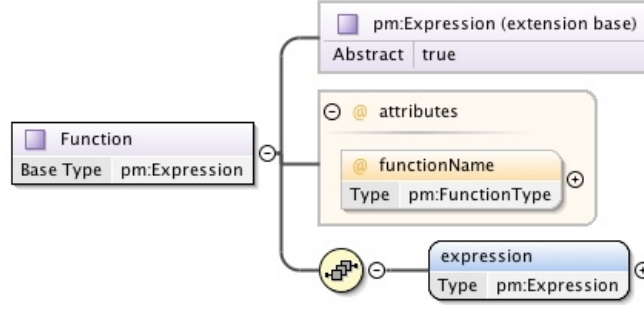 pm:Expression (extension base)
Abstract true
@ attributes
Function
@ functionName
Base Type pm:Expression
Type pm:FunctionType
expression
Type pm:Expression